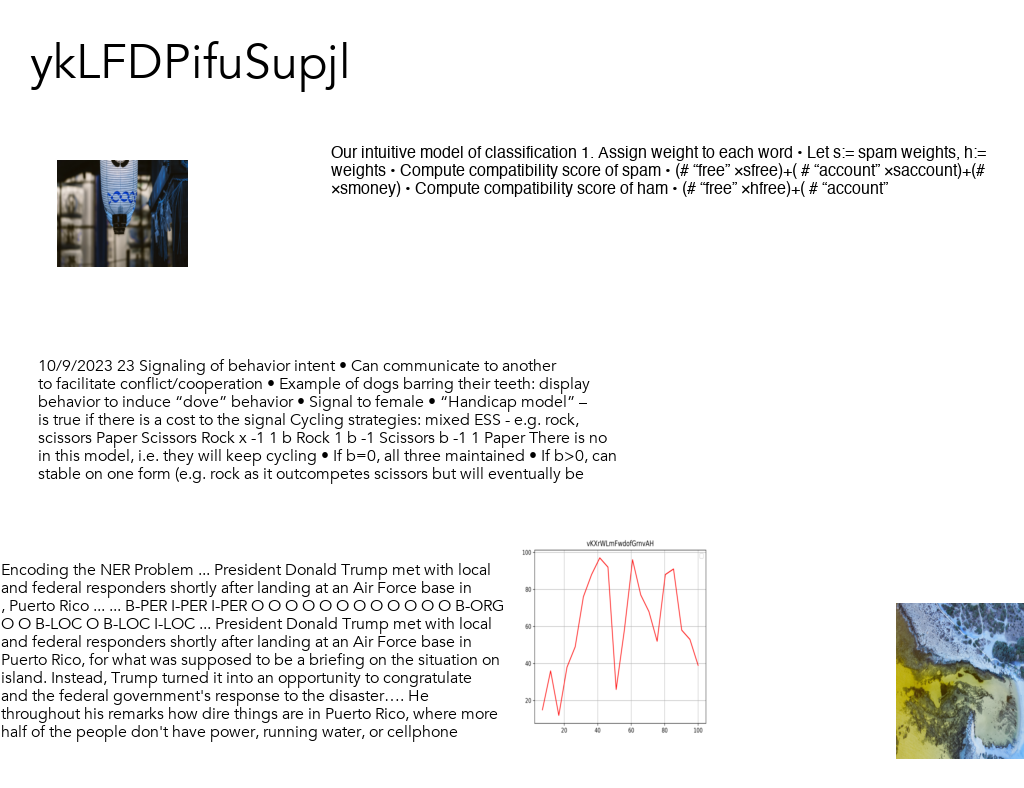 ykLFDPifuSupjl
Our intuitive model of classification 1. Assign weight to each word • Let s:= spam weights, h:=
weights • Compute compatibility score of spam • (# “free” ×sfree)+( # “account” ×saccount)+(#
×smoney) • Compute compatibility score of ham • (# “free” ×hfree)+( # “account”
10/9/2023 23 Signaling of behavior intent • Can communicate to another
to facilitate conflict/cooperation • Example of dogs barring their teeth: display
behavior to induce “dove” behavior • Signal to female • “Handicap model” –
is true if there is a cost to the signal Cycling strategies: mixed ESS - e.g. rock,
scissors Paper Scissors Rock x -1 1 b Rock 1 b -1 Scissors b -1 1 Paper There is no
in this model, i.e. they will keep cycling • If b=0, all three maintained • If b>0, can
stable on one form (e.g. rock as it outcompetes scissors but will eventually be
Encoding the NER Problem ... President Donald Trump met with local
and federal responders shortly after landing at an Air Force base in
, Puerto Rico ... ... B-PER I-PER I-PER O O O O O O O O O O O O B-ORG
O O B-LOC O B-LOC I-LOC ... President Donald Trump met with local
and federal responders shortly after landing at an Air Force base in
Puerto Rico, for what was supposed to be a briefing on the situation on
island. Instead, Trump turned it into an opportunity to congratulate
and the federal government's response to the disaster…. He
throughout his remarks how dire things are in Puerto Rico, where more
half of the people don't have power, running water, or cellphone
vKXrWLmFwdofGrnvAH
100
80
60
40
20
20 40 60 80 100